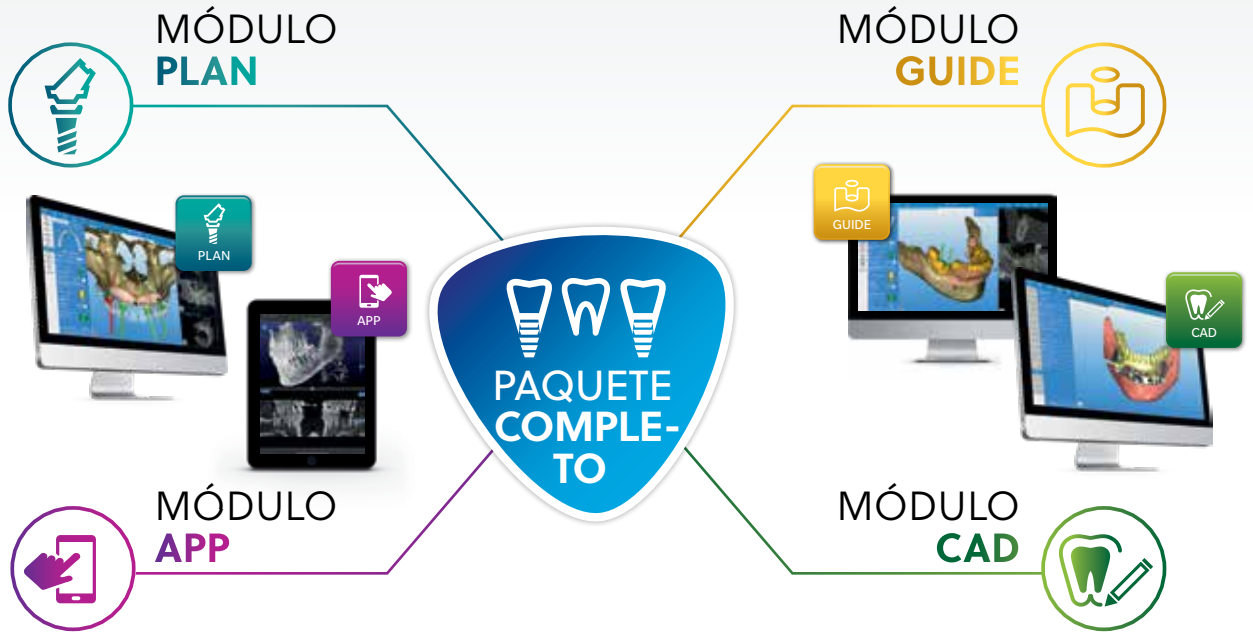 MÓDULO
PLAN
MÓDULO
GUIDE
PLAN
APP
GUIDE
CAD
PAQUETE
COMPLE-
TO
MÓDULO
APP
MÓDULO
CAD